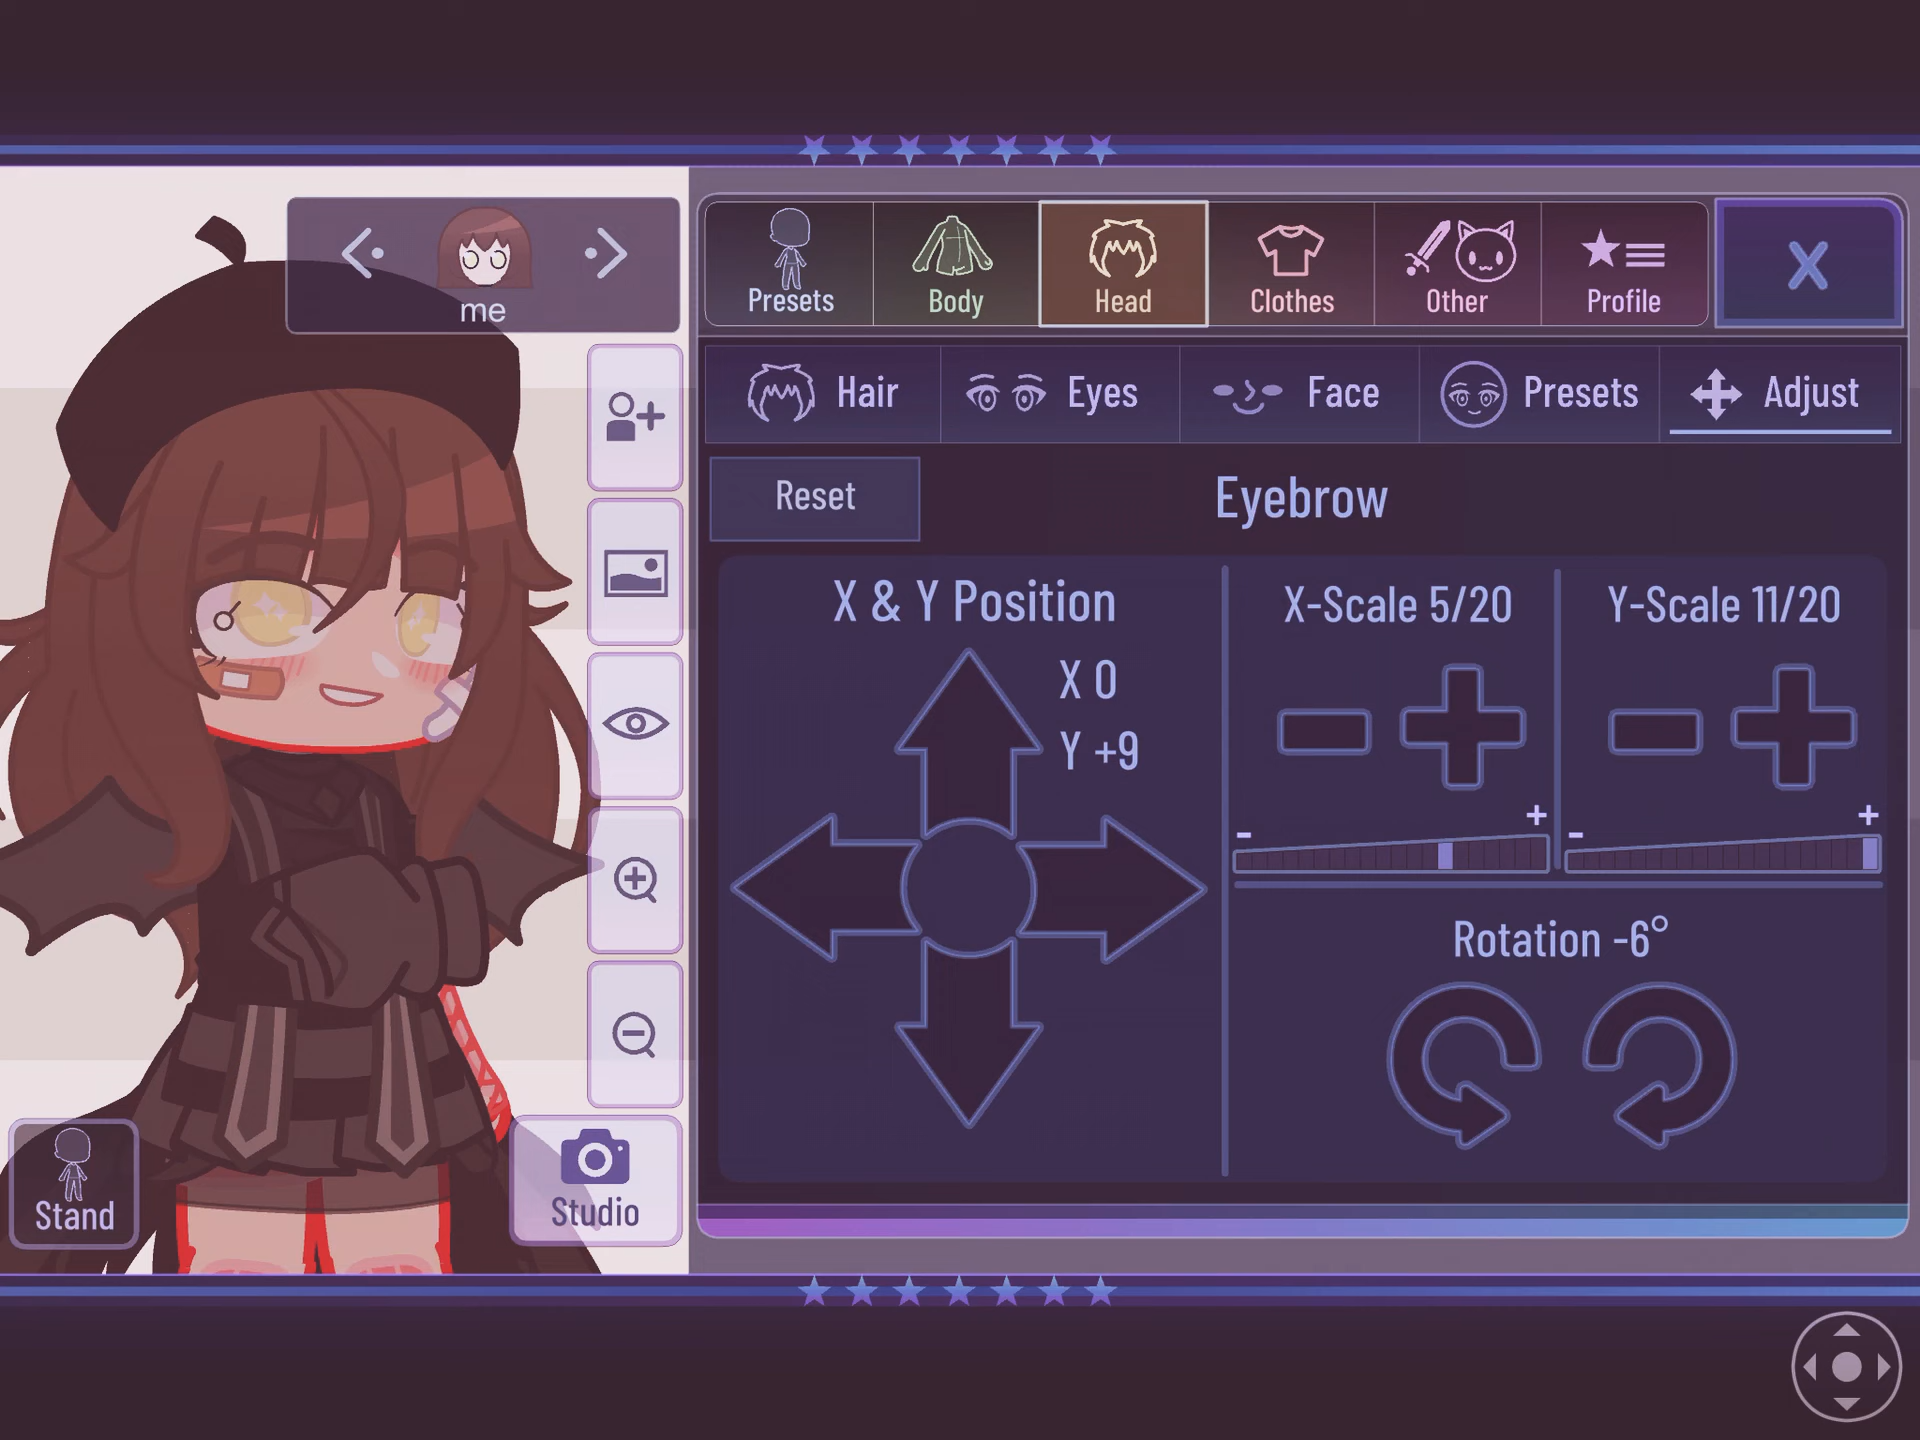 me
Presets
Body
Head
Clothes
Other
Profile
X
Hair
Eyes
Face
Presets
Adjust
Reset
Eyebrow
X & Y Position
X 0
Y +9
X-Scale 5/20
- +
Y-Scale 11/20
- +
Rotation -6°
Stand
Studio